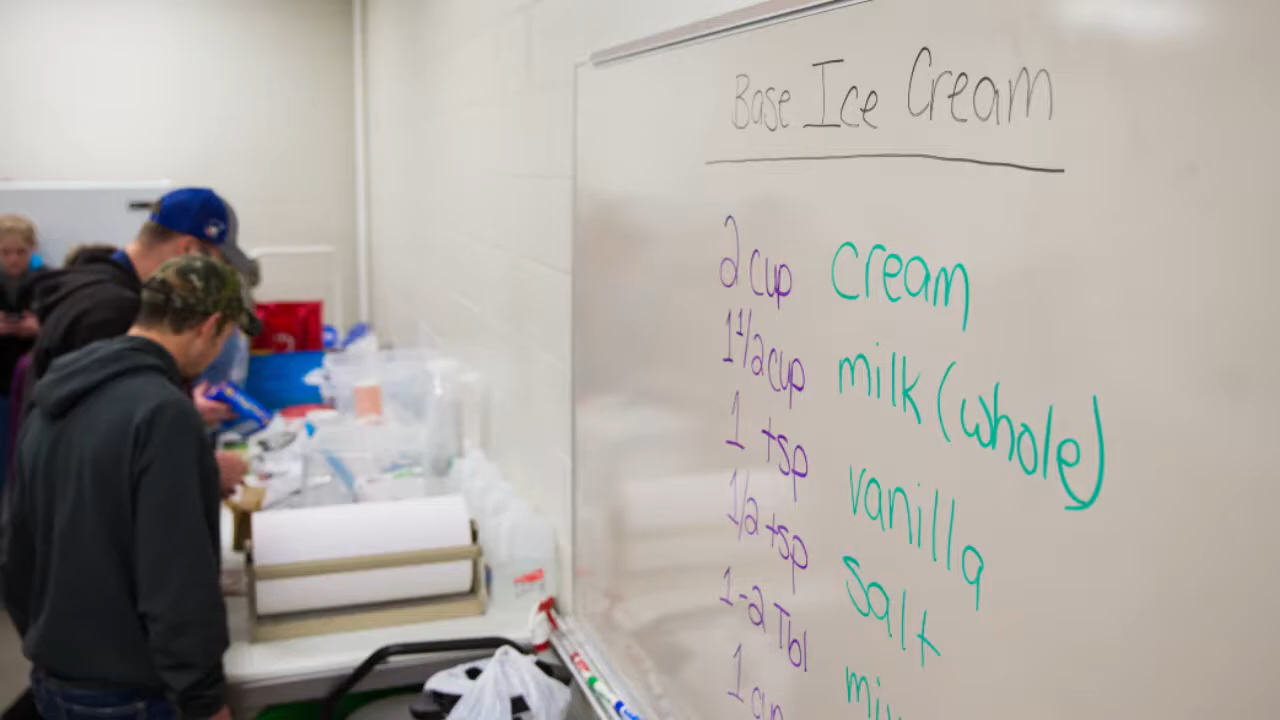 Base Ice Cream
2 cup cream
1 1/2 cup milk (whole)
1 tsp vanilla
1/2 tsp salt
1-2 Tbl
1